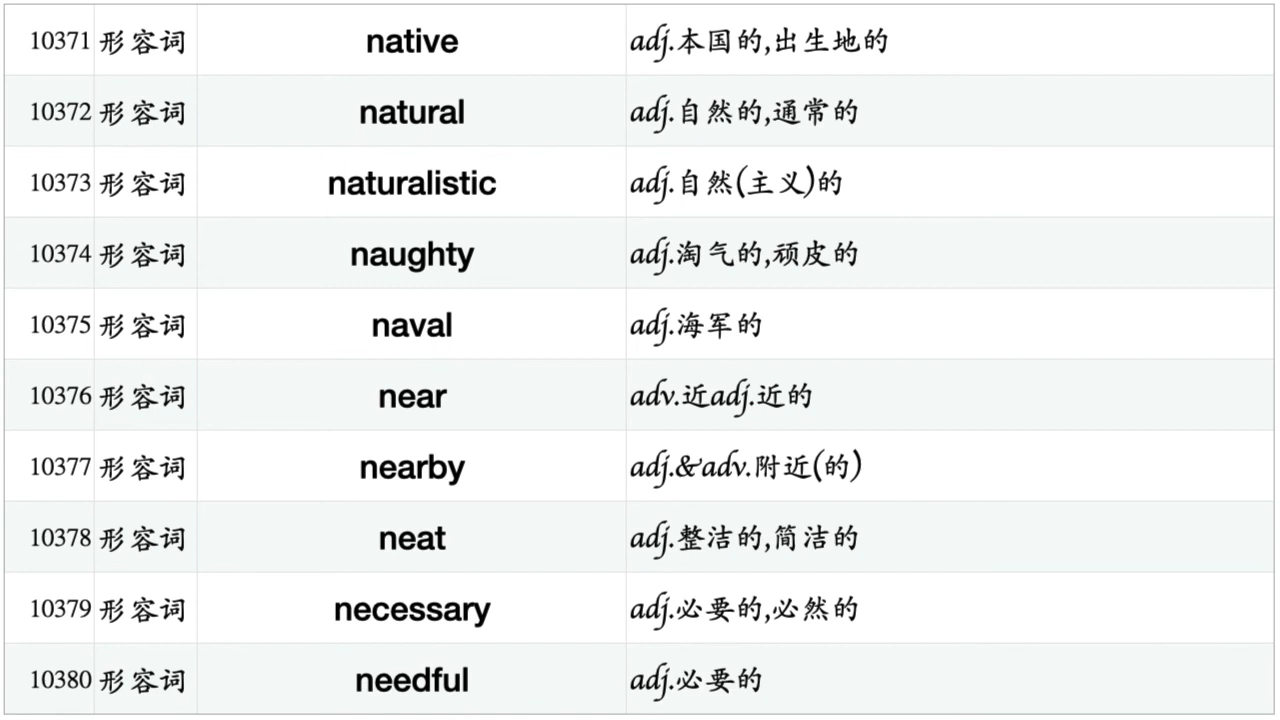 10371 形容词 native adj.本国的,出生地的
10372 形容词 natural adj.自然的,通常的
10373 形容词 naturalistic adj.自然(主义)的
10374 形容词 naughty adj.淘气的,顽皮的
10375 形容词 naval adj.海军的
10376 形容词 near adv.近adj.近的
10377 形容词 nearby adj.&adv.附近(的)
10378 形容词 neat adj.整洁的,简洁的
10379 形容词 necessary adj.必要的,必然的
10380 形容词 needful adj.必要的